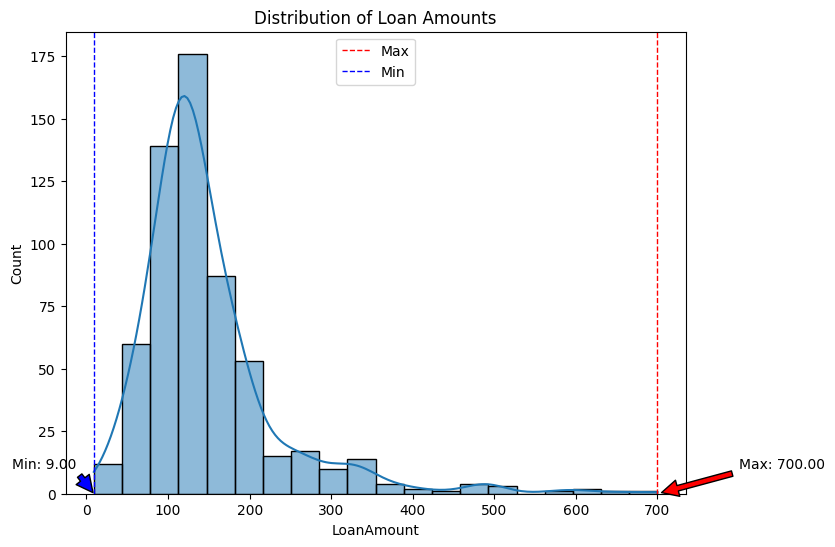 Distribution of Loan Amounts
Max
Min
175
150
125
100
75
50
25
0
Count
Min: 9.00
Max: 700.00
0 100 200 300 400 500 600 700
LoanAmount